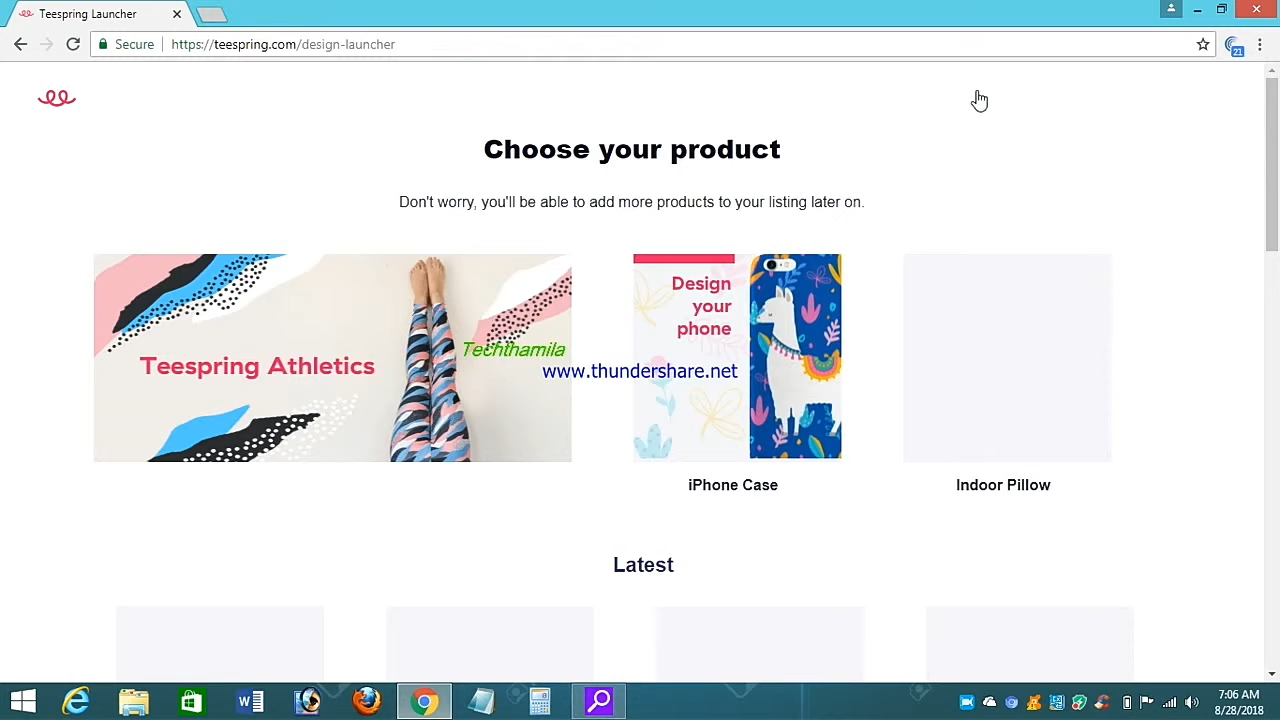 Teespring Launcher
Secure
https://teespring.com/design-launcher
21
Choose your product
Don't worry, you'll be able to add more products to your listing later on.
Teespring Athletics
Techthamila
www.thundershare.net
Design
your
phone
iPhone Case
Indoor Pillow
Latest
7:06 AM
8/28/2018